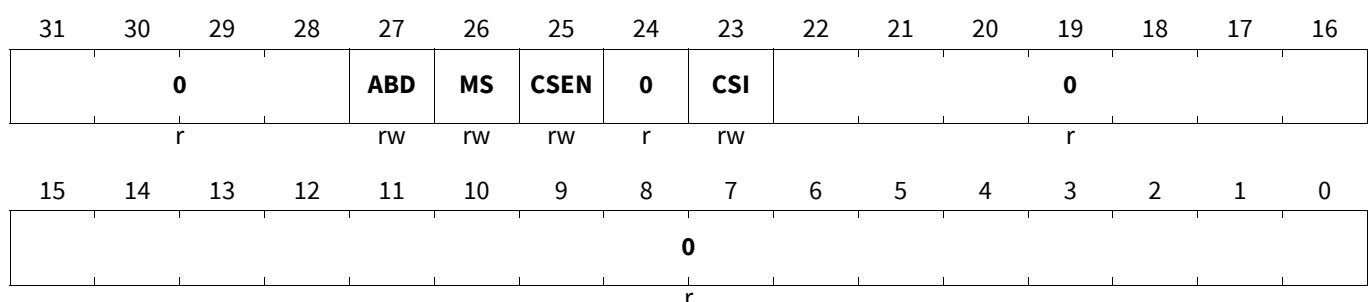 31 30 29 28 27 26 25 24 23 22 21 20 19 18 17 16
0 ABD MS CSEN 0 CSI 0
r rw rw rw r rw r
15 14 13 12 11 10 9 8 7 6 5 4 3 2 1 0
0
r